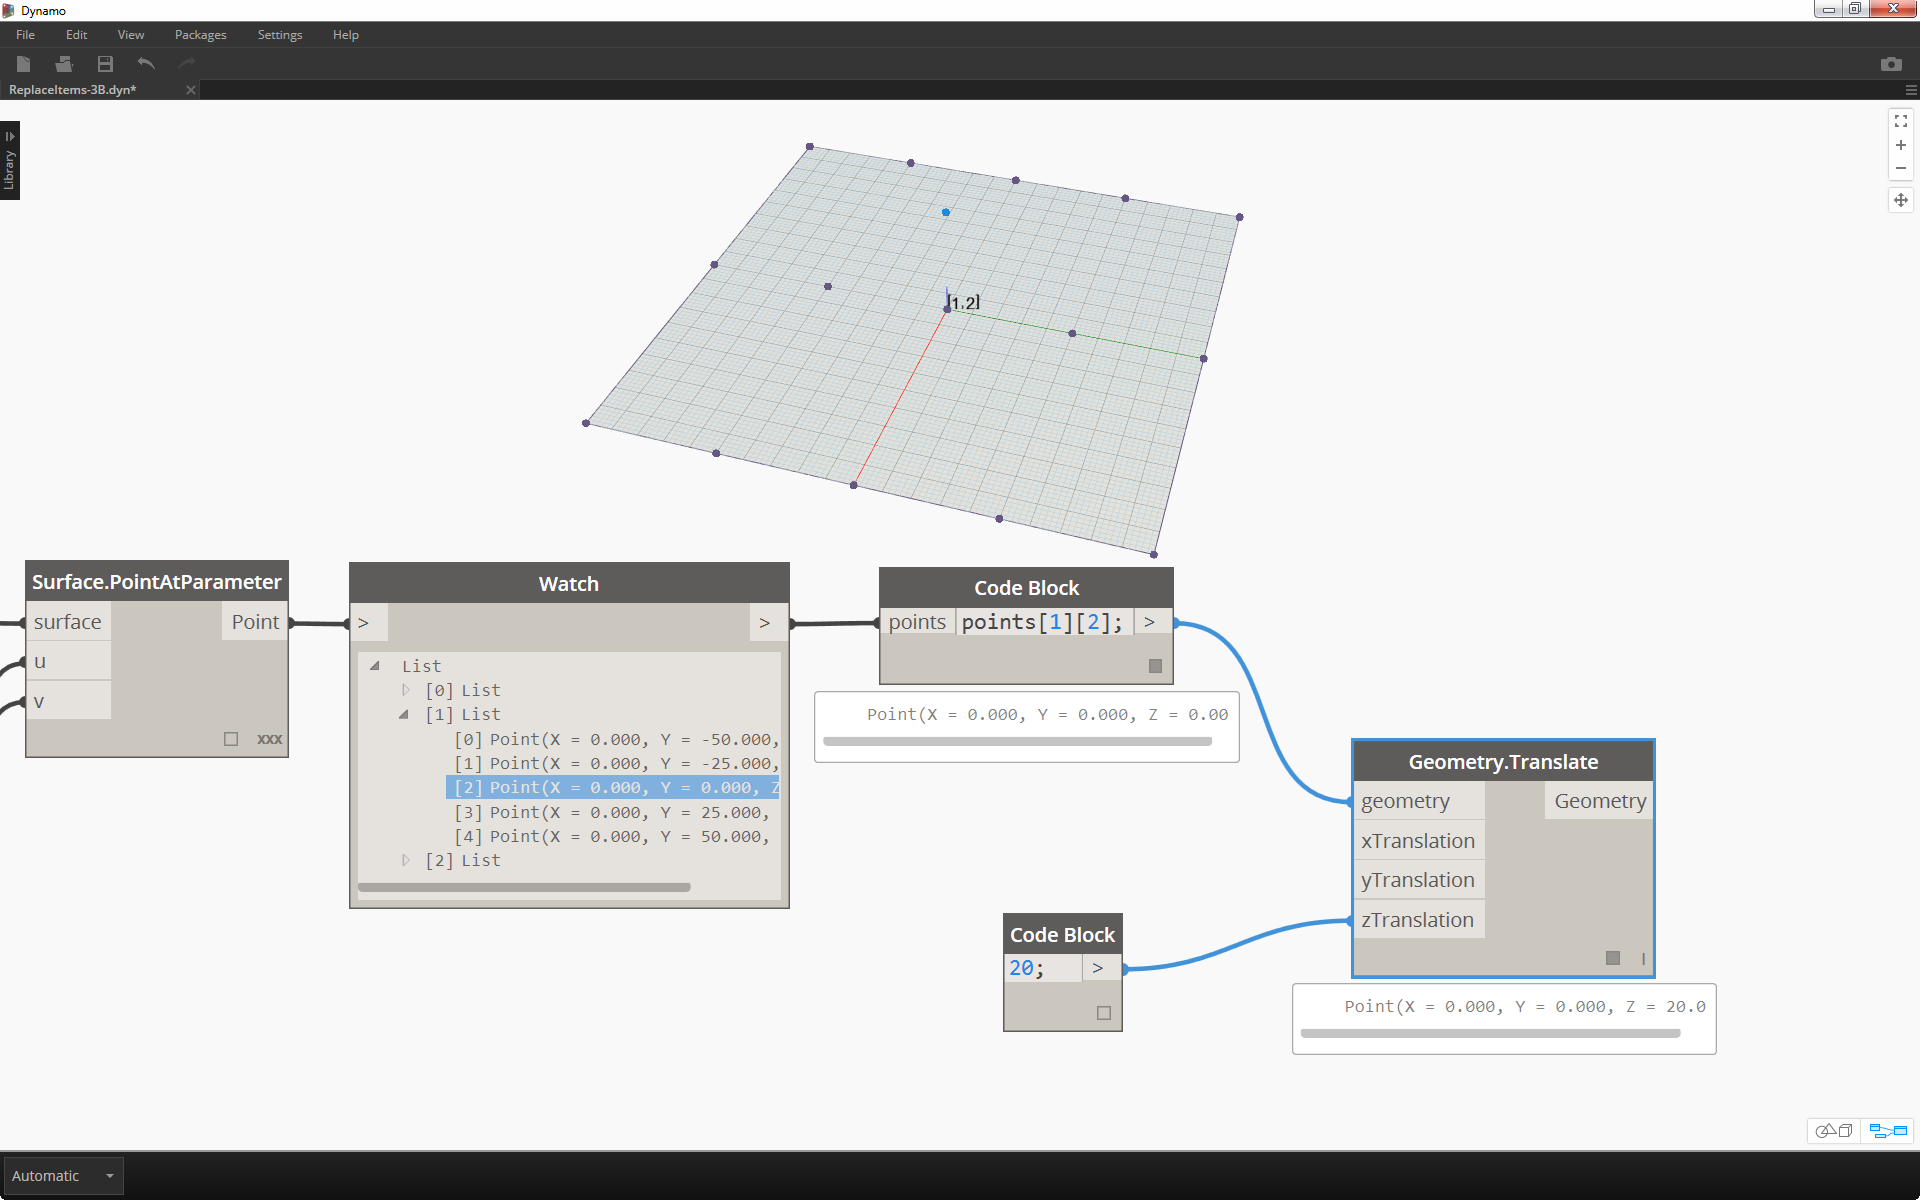 Dynamo
File Edit View Packages Settings Help
ReplaceItems-3B.dyn*
Library
[1,2]
Surface.PointAtParameter
surface Point
u
v
xxx
Watch
> >
List
[0] List
[1] List
[0] Point(X = 0.000, Y = -50.000,
[1] Point(X = 0.000, Y = -25.000,
[2] Point(X = 0.000, Y = 0.000, Z
[3] Point(X = 0.000, Y = 25.000,
[4] Point(X = 0.000, Y = 50.000,
[2] List
Code Block
points points[1][2]; >
Point(X = 0.000, Y = 0.000, Z = 0.00
Code Block
20; >
Geometry.Translate
geometry Geometry
xTranslation
yTranslation
zTranslation
l
Point(X = 0.000, Y = 0.000, Z = 20.0
Automatic